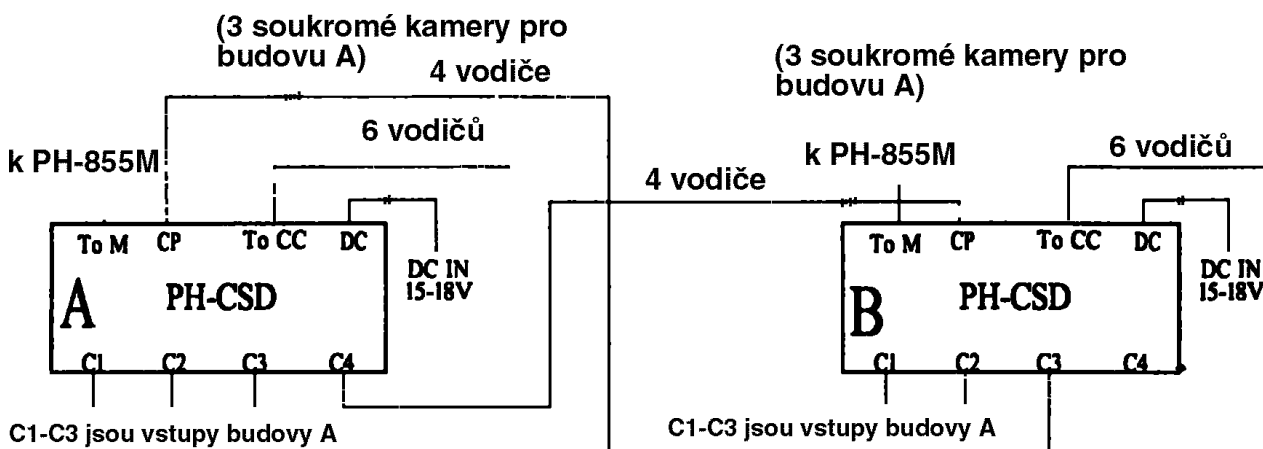 (3 soukromé kamery pro
budovu A)
4 vodiče
6 vodičů
k PH-855M
To M CP To CC DC
A PH-CSD
DC IN
15-18V
C1 C2 C3 C4
C1-C3 jsou vstupy budovy A
(3 soukromé kamery pro
budovu A)
k PH-855M
6 vodičů
4 vodiče
To M CP To CC DC
B PH-CSD
DC IN
15-18V
C1 C2 C3 C4
C1-C3 jsou vstupy budovy A